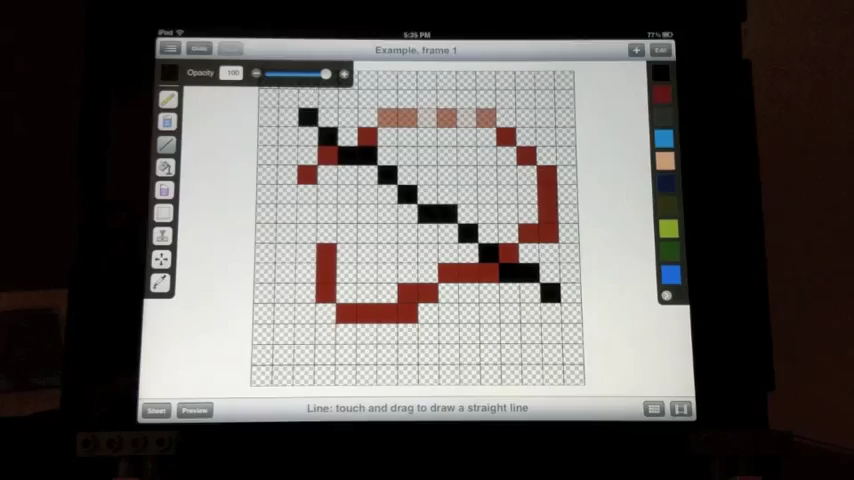 iPod
5:35 PM
77%
Undo
Example, frame 1
+
Edit
Opacity
100
Sheet
Preview
Line: touch and drag to draw a straight line